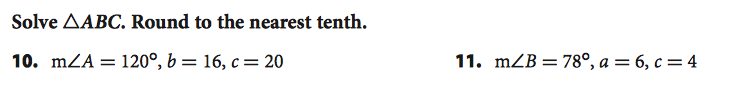 Solve △ABC. Round to the nearest tenth.
10. m∠A = 120°, b = 16, c = 20
11. m∠B = 78°, a = 6, c = 4